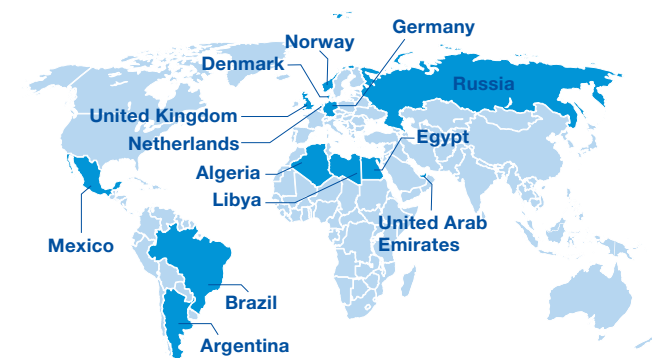 Germany
Norway
Denmark
Russia
United Kingdom
Netherlands
Egypt
Algeria
Libya
United Arab
Emirates
Mexico
Brazil
Argentina